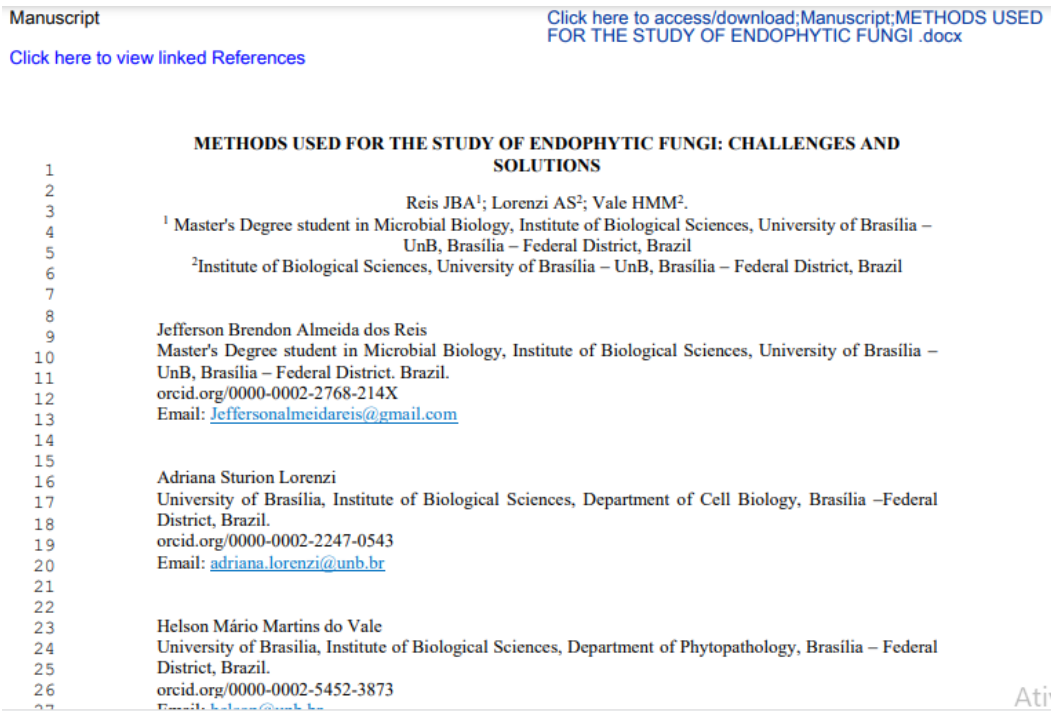 Manuscript
Click here to access/download;Manuscript;METHODS USED
FOR THE STUDY OF ENDOPHYTIC FUNGI .docx
Click here to view linked References
METHODS USED FOR THE STUDY OF ENDOPHYTIC FUNGI: CHALLENGES AND
SOLUTIONS
1
2
Reis JBA¹; Lorenzi AS²; Vale HMM².
3
¹ Master's Degree student in Microbial Biology, Institute of Biological Sciences, University of Brasília –
4
UnB, Brasília – Federal District, Brazil
5
²Institute of Biological Sciences, University of Brasília – UnB, Brasília – Federal District, Brazil
6
7
8
Jefferson Brendon Almeida dos Reis
9
Master's Degree student in Microbial Biology, Institute of Biological Sciences, University of Brasília –
10
UnB, Brasília – Federal District. Brazil.
11
orcid.org/0000-0002-2768-214X
12
Email: Jeffersonalmeidareis@gmail.com
13
14
15
Adriana Sturion Lorenzi
16
University of Brasília, Institute of Biological Sciences, Department of Cell Biology, Brasília –Federal
17
District, Brazil.
18
orcid.org/0000-0002-2247-0543
19
Email: adriana.lorenzi@unb.br
20
21
22
Helson Mário Martins do Vale
23
University of Brasilia, Institute of Biological Sciences, Department of Phytopathology, Brasília – Federal
24
District, Brazil.
25
orcid.org/0000-0002-5452-3873
26